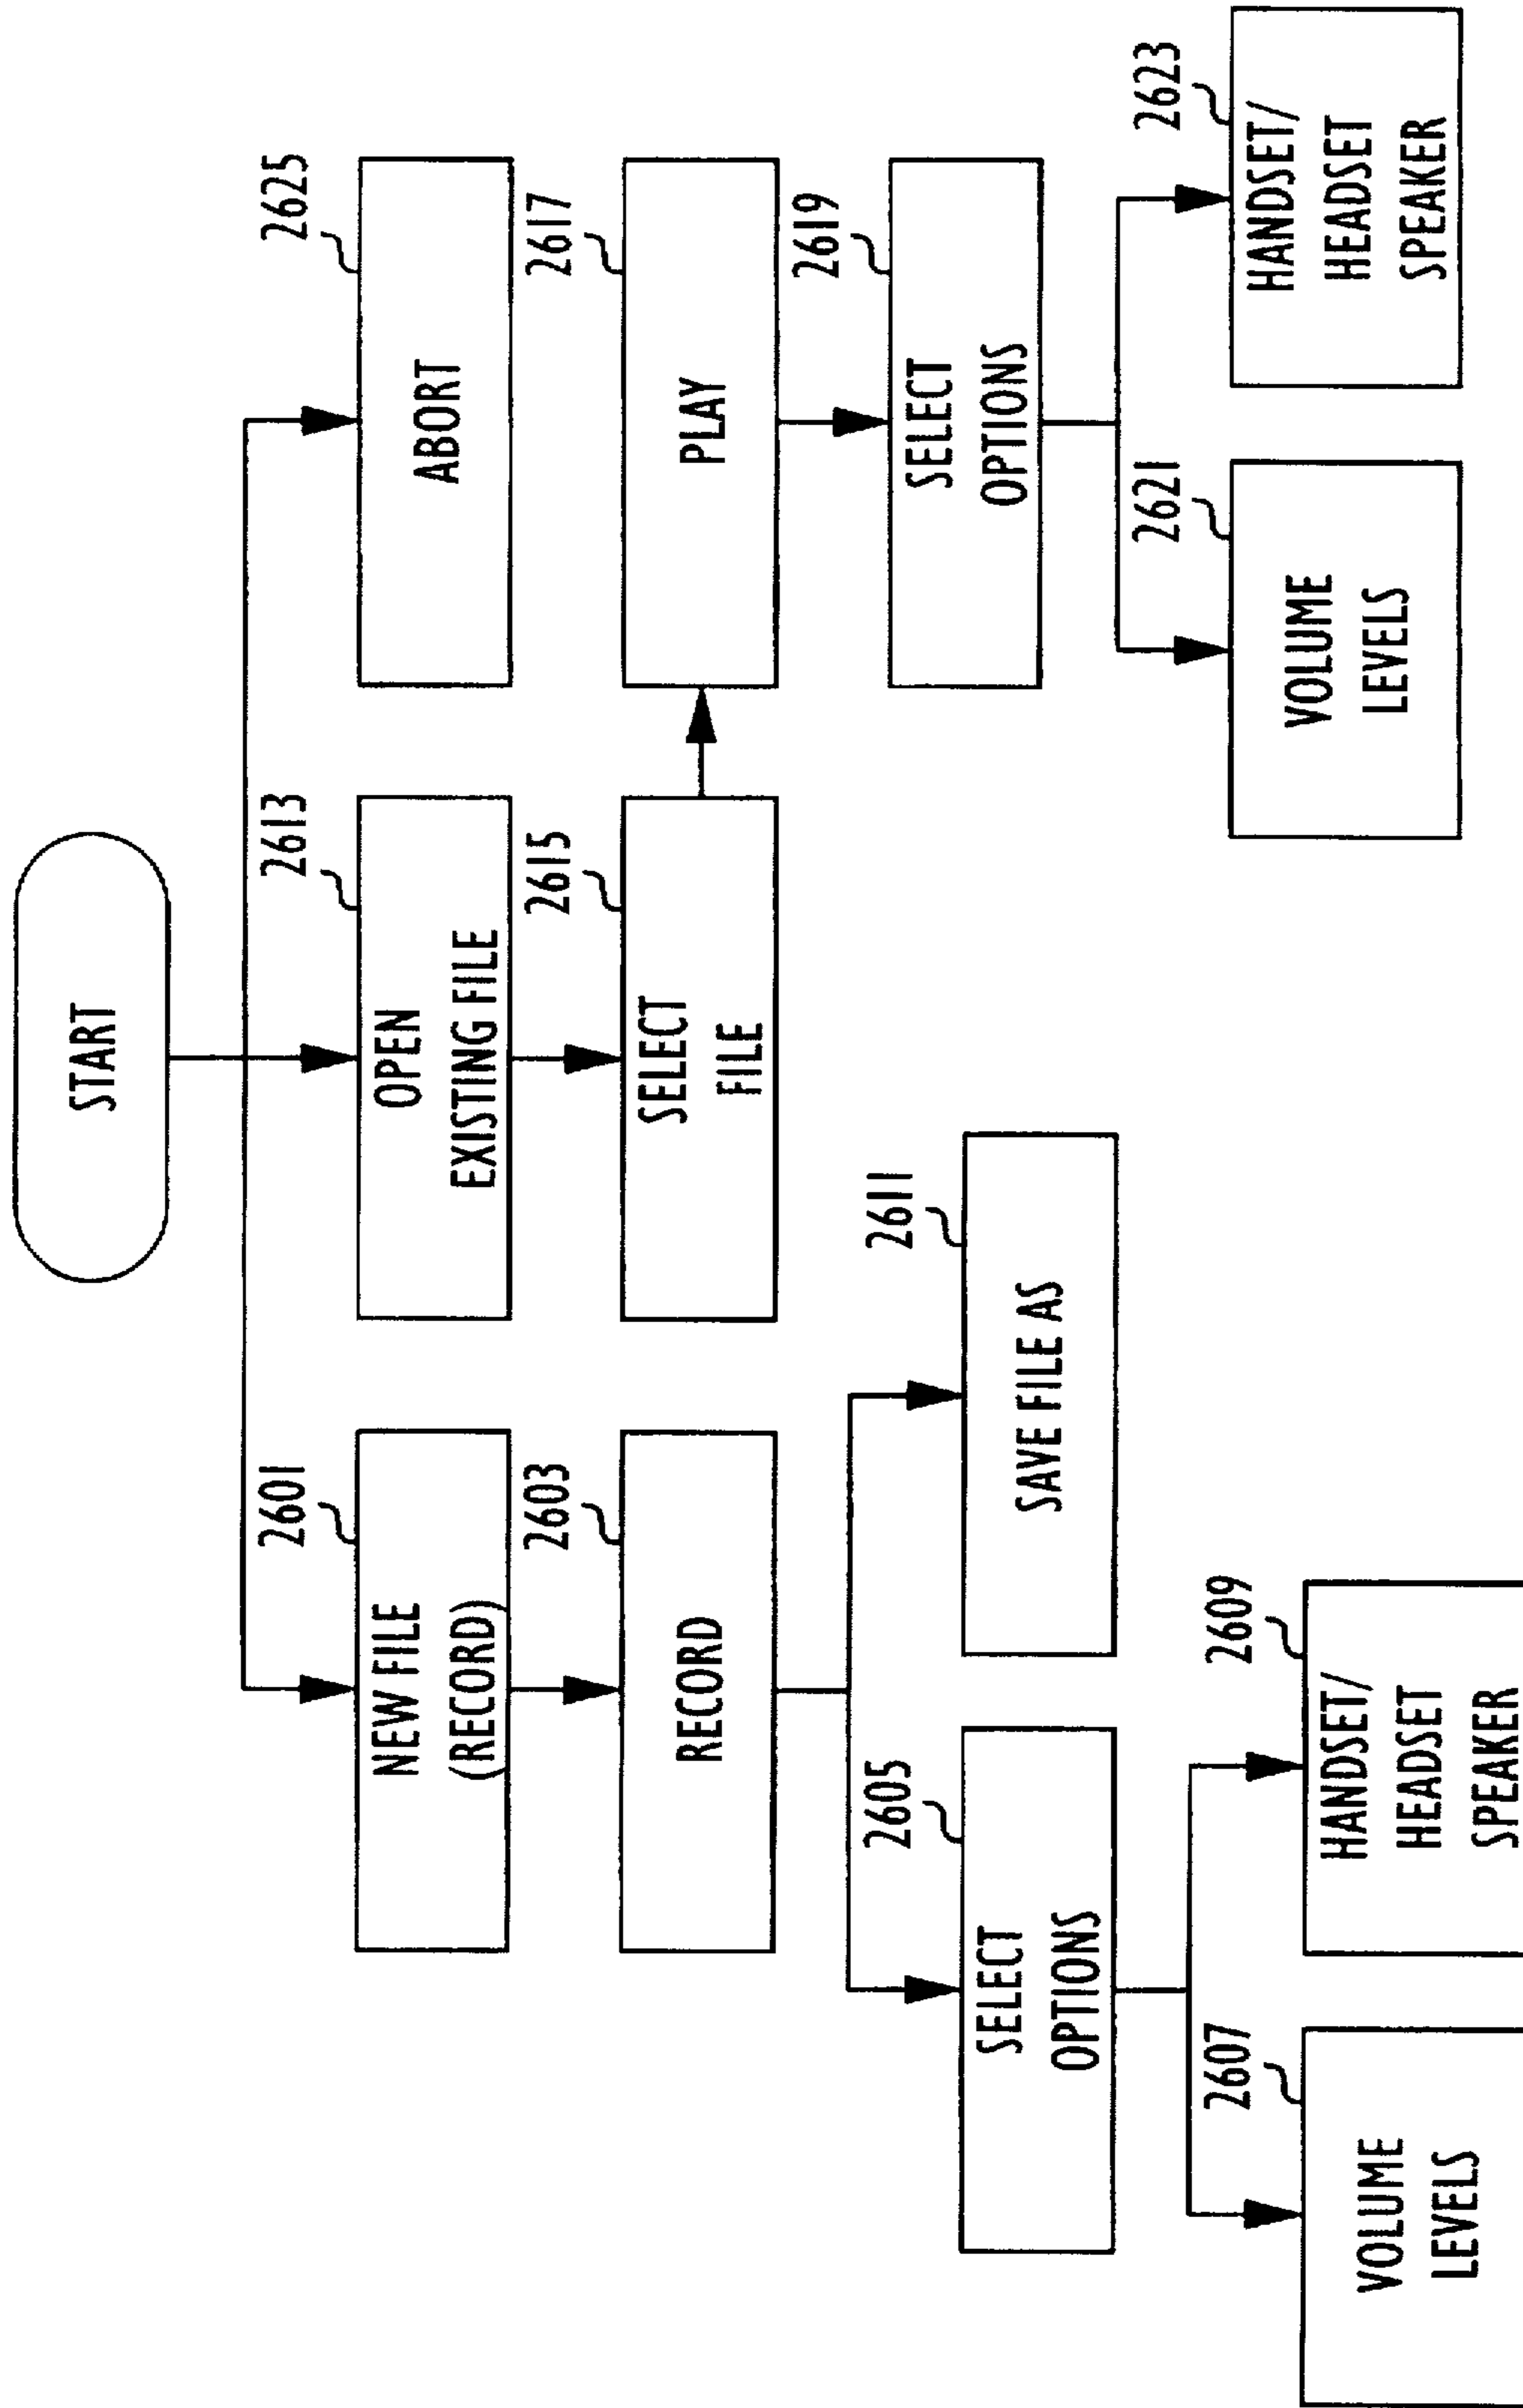 START
2601
NEW FILE
(RECORD)
2613
OPEN
EXISTING FILE
2625
ABORT
2603
RECORD
2615
SELECT
FILE
2617
PLAY
2605
SELECT
OPTIONS
2611
SAVE FILE AS
2619
SELECT
OPTIONS
2607
VOLUME
LEVELS
2609
HANDSET/
HEADSET
SPEAKER
2621
VOLUME
LEVELS
2623
HANDSET/
HEADSET
SPEAKER